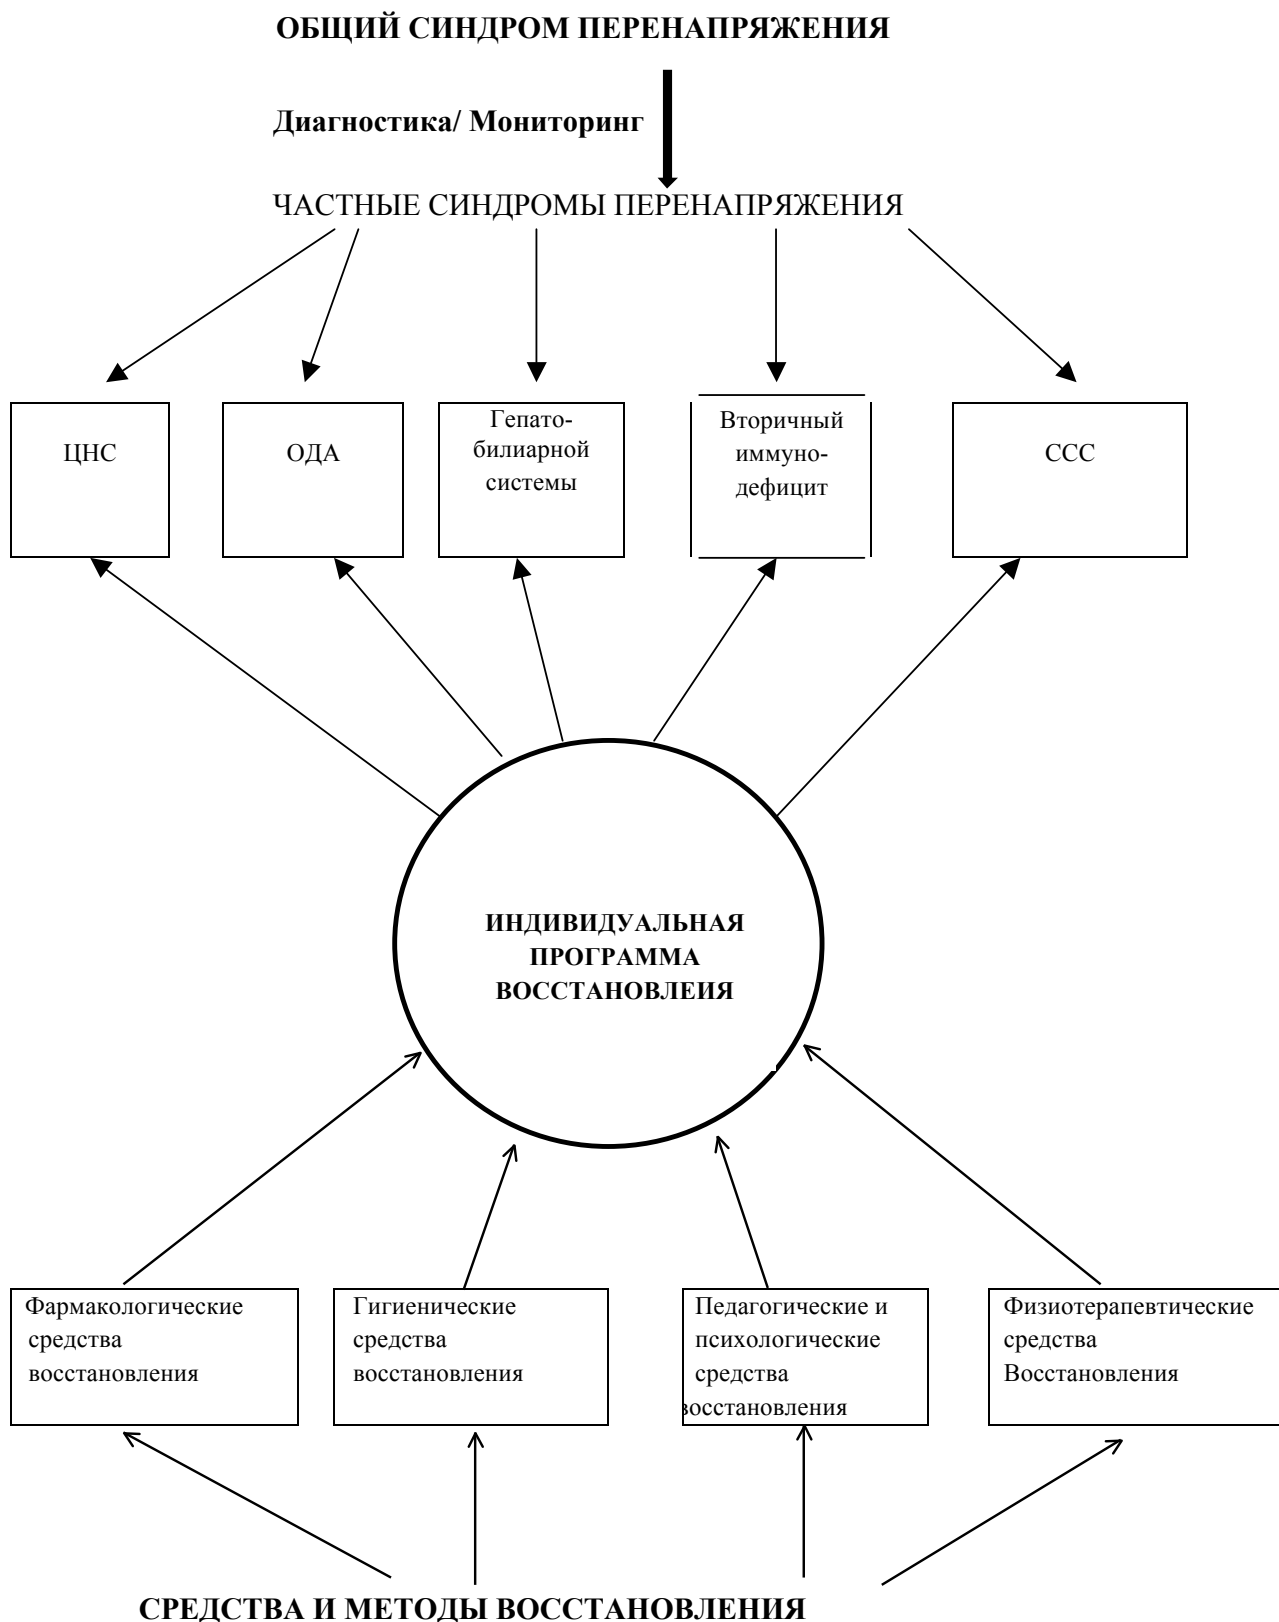 ОБЩИЙ СИНДРОМ ПЕРЕНАПРЯЖЕНИЯ
Диагностика/ Мониторинг
ЧАСТНЫЕ СИНДРОМЫ ПЕРЕНАПРЯЖЕНИЯ
ЦНС
ОДА
Гепато-
билиарной
системы
Вторичный
иммуно-
дефицит
ССС
ИНДИВИДУАЛЬНАЯ
ПРОГРАММА
ВОССТАНОВЛЕИЯ
Фармакологические
средства
восстановления
Гигиенические
средства
восстановления
Педагогические и
психологические
средства
восстановления
Физиотерапевтические
средства
Восстановления
СРЕДСТВА И МЕТОДЫ ВОССТАНОВЛЕНИЯ